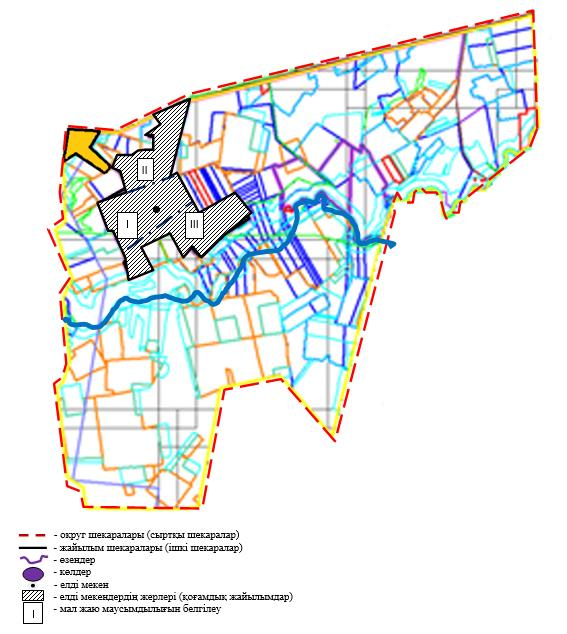 II
I
III
- округ шекаралары (сыртқы шекаралар)
- жайылым шекаралары (ішкі шекаралар)
- өзендер
- көлдер
- елді мекен
- елді мекендердің жерлері (қоғамдық жайылымдар)
I - мал жаю маусымдылығын белгілеу